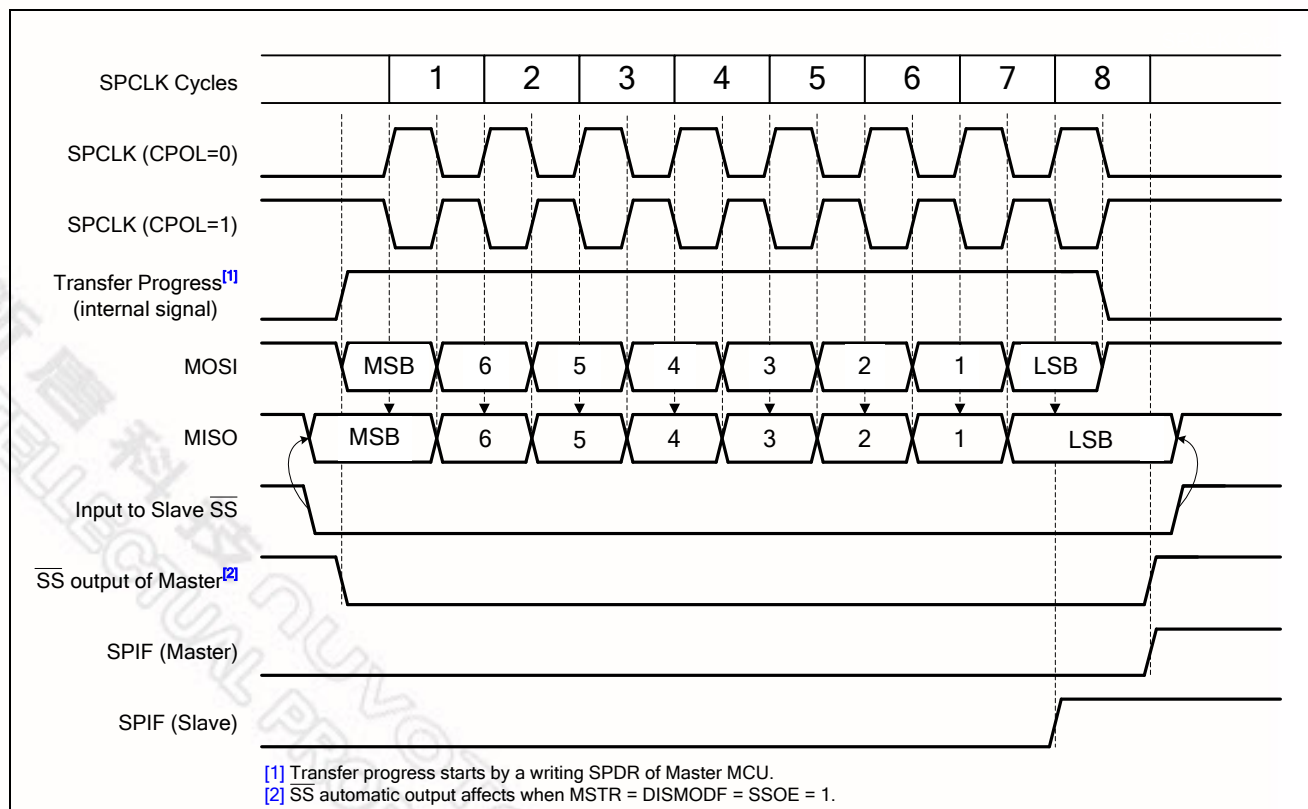 SPCLK Cycles 1 2 3 4 5 6 7 8
SPCLK (CPOL=0)
SPCLK (CPOL=1)
Transfer Progress[1]
(internal signal)
MOSI MSB 6 5 4 3 2 1 LSB
MISO MSB 6 5 4 3 2 1 LSB
Input to Slave SS
SS output of Master[2]
SPIF (Master)
SPIF (Slave)
[1] Transfer progress starts by a writing SPDR of Master MCU.
[2] SS automatic output affects when MSTR = DISMODF = SSOE = 1.